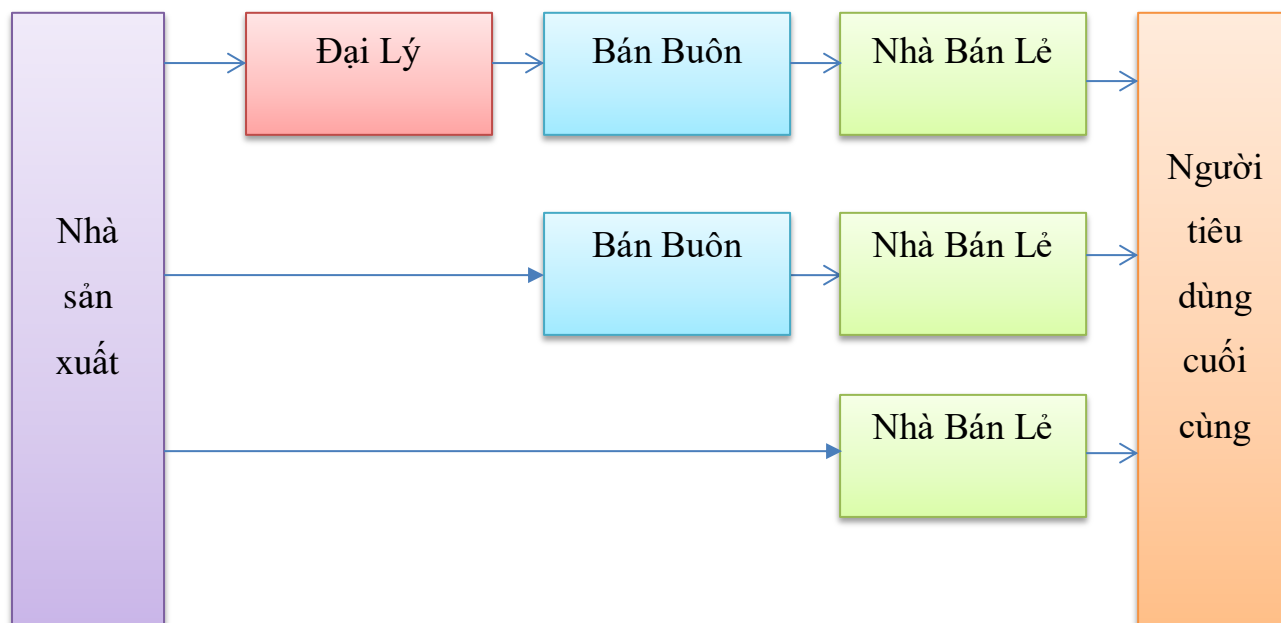 Nhà
sản
xuất
Đại Lý
Bán Buôn
Nhà Bán Lẻ
Bán Buôn
Nhà Bán Lẻ
Nhà Bán Lẻ
Người
tiêu
dùng
cuối
cùng